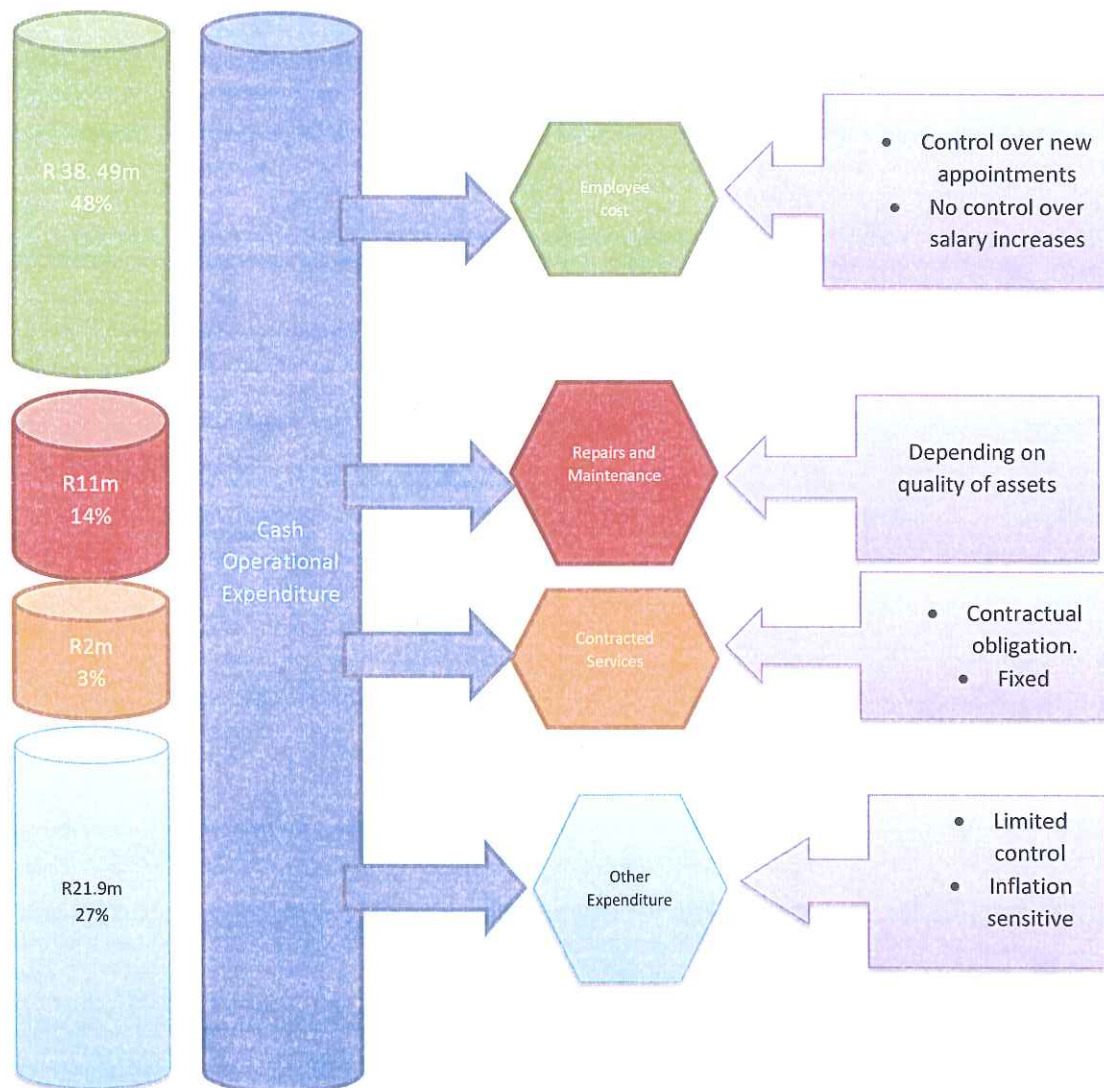 R 38. 49m
48%
Employee
cost
• Control over new
appointments
• No control over
salary increases
R11m
14%
Cash
Operational
Expenditure
Repairs and
Maintenance
Depending on
quality of assets
R2m
3%
Contracted
Services
• Contractual
obligation.
• Fixed
R21.9m
27%
Other
Expenditure
• Limited
control
• Inflation
sensitive